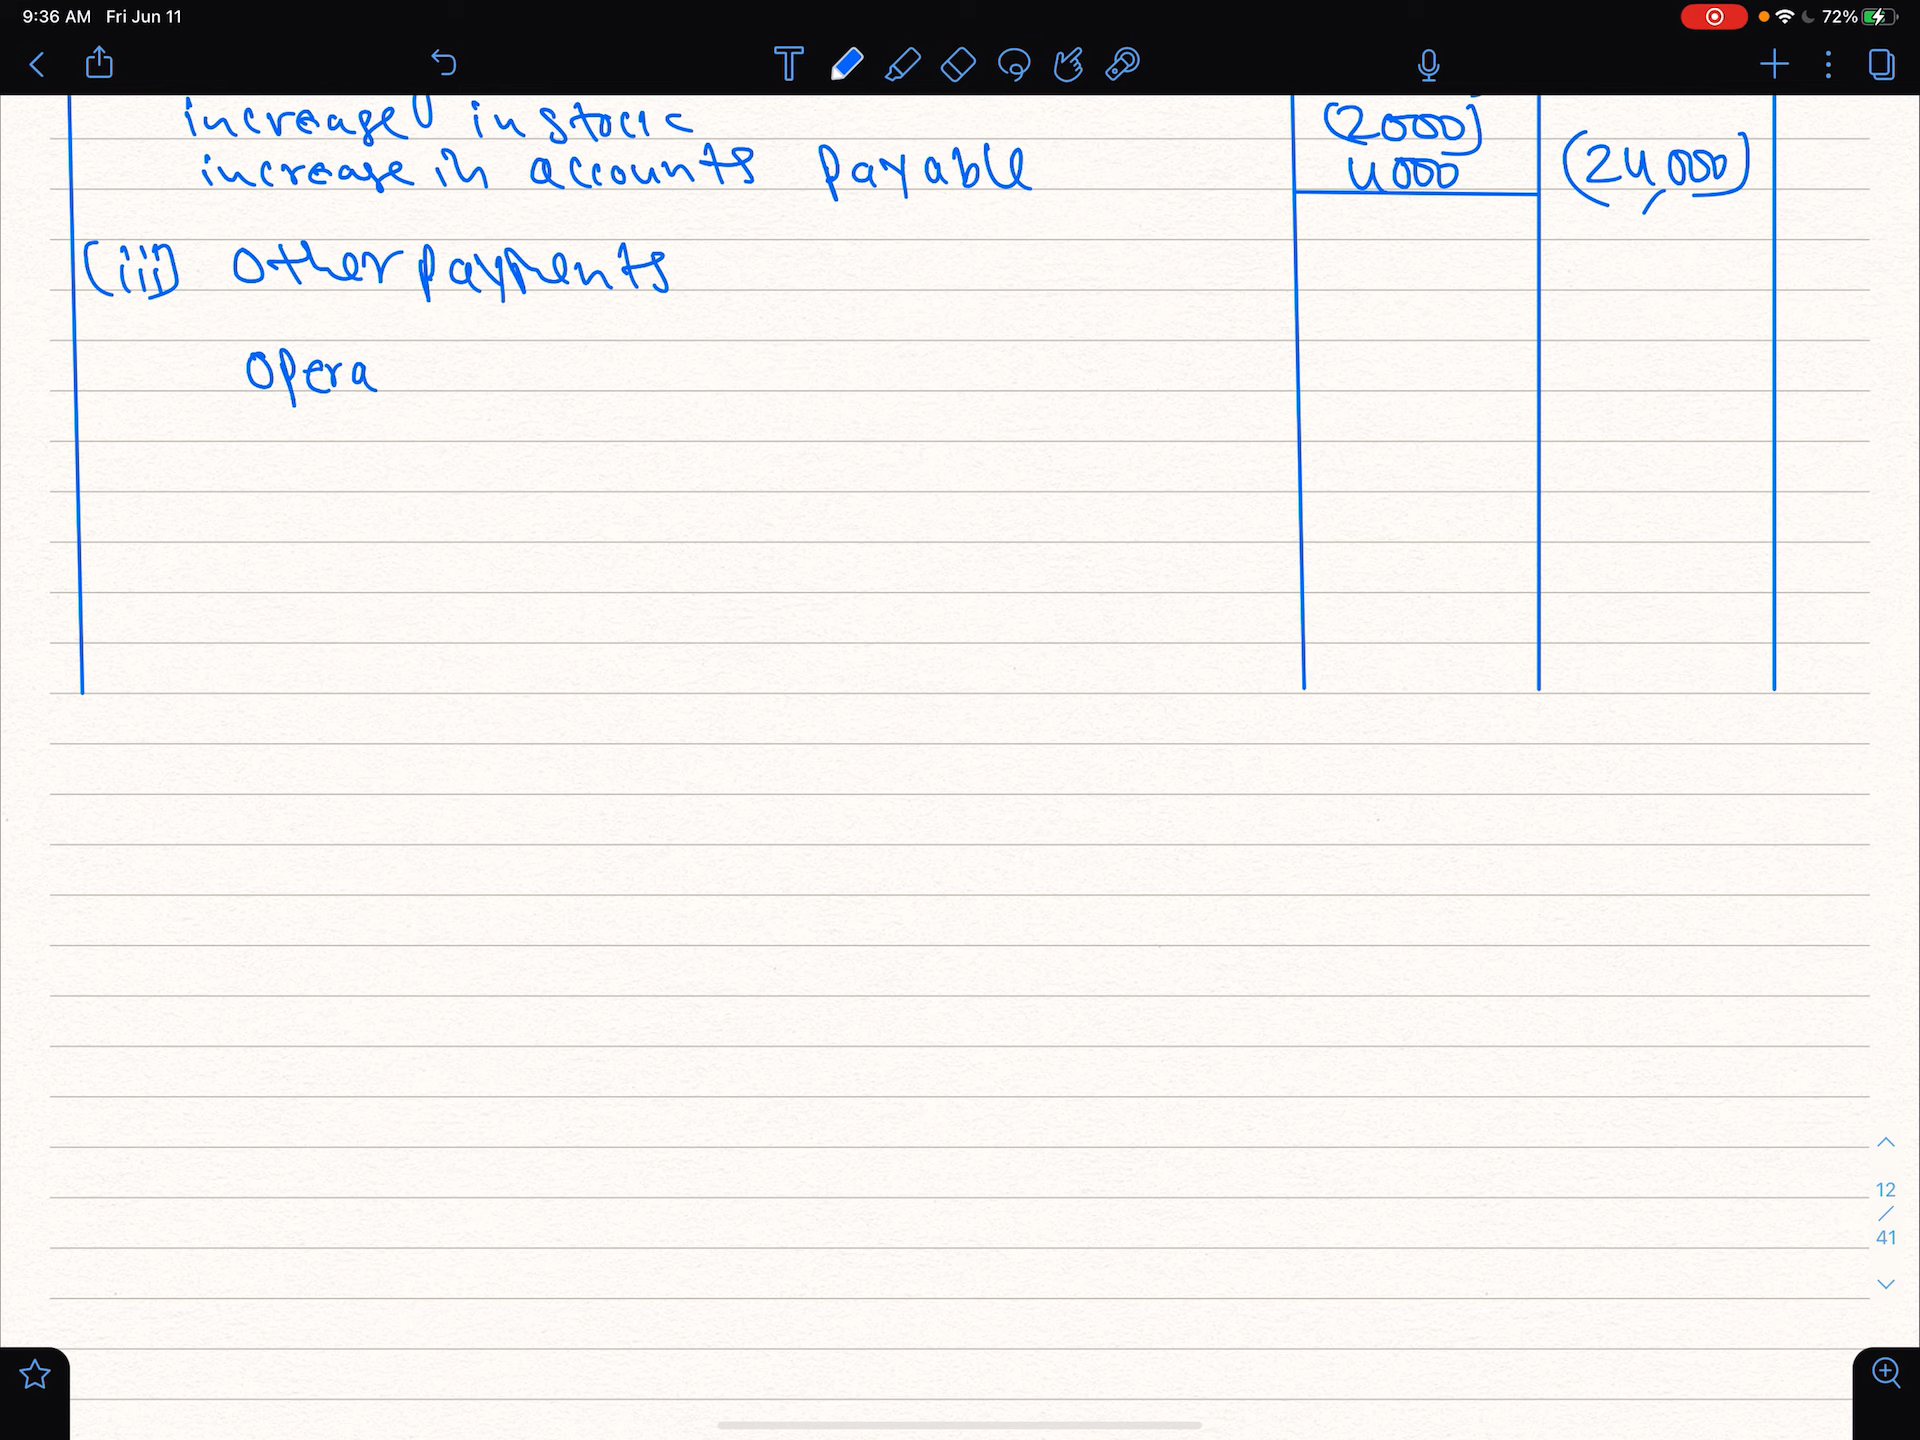 9:36 AM Fri Jun 11
72%
increase in stock (2000)
increase in accounts payable 4000 (24,000)
(iii) Other payments
Opera
12
/
41